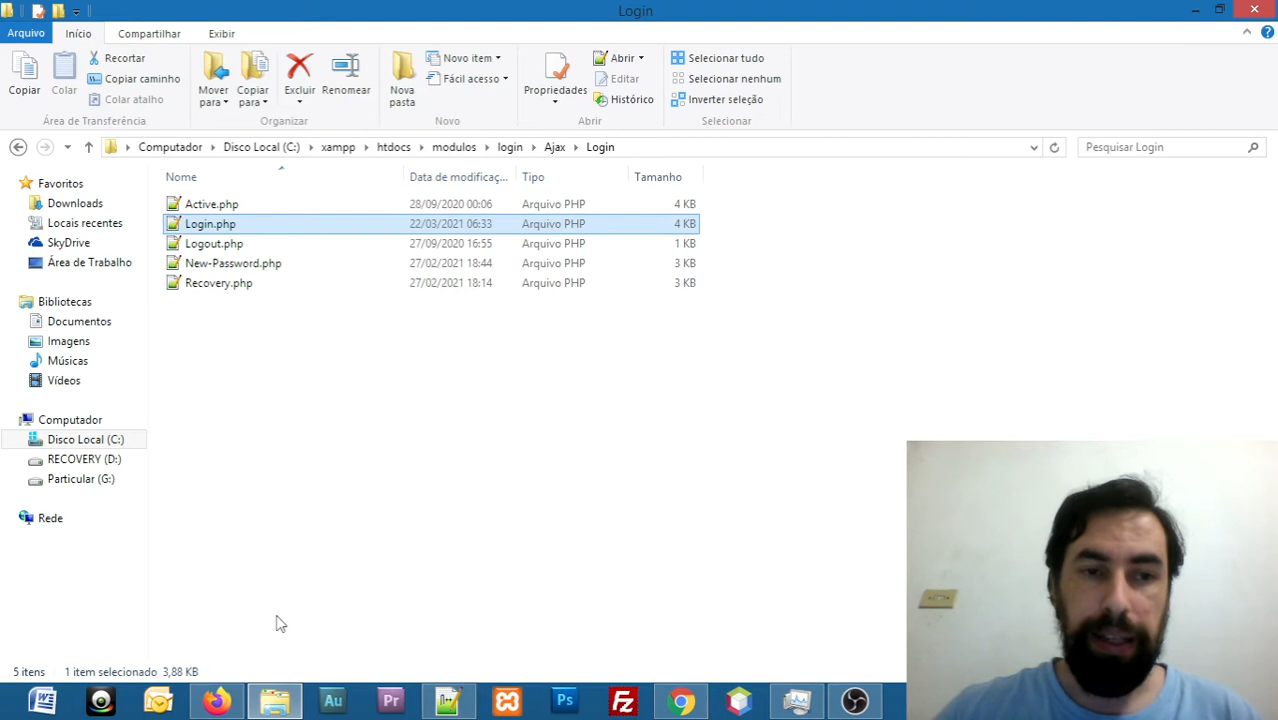 Login
Arquivo Início Compartilhar Exibir
Copiar
Colar
Recortar
Copiar caminho
Colar atalho
Área de Transferência
Mover para
Copiar para
Excluir
Renomear
Organizar
Nova pasta
Novo item
Fácil acesso
Novo
Propriedades
Abrir
Editar
Histórico
Abrir
Selecionar tudo
Selecionar nenhum
Inverter seleção
Selecionar
Computador Disco Local (C:) xampp htdocs modulos login Ajax Login
Pesquisar Login
Nome Data de modificaç... Tipo Tamanho
Active.php 28/09/2020 00:06 Arquivo PHP 4 KB
Login.php 22/03/2021 06:33 Arquivo PHP 4 KB
Logout.php 27/09/2020 16:55 Arquivo PHP 1 KB
New-Password.php 27/02/2021 18:44 Arquivo PHP 3 KB
Recovery.php 27/02/2021 18:14 Arquivo PHP 3 KB
Favoritos
Downloads
Locais recentes
SkyDrive
Área de Trabalho
Bibliotecas
Documentos
Imagens
Músicas
Vídeos
Computador
Disco Local (C:)
RECOVERY (D:)
Particular (G:)
Rede
5 itens 1 item selecionado 3,88 KB
W Au Pr Ps Fz